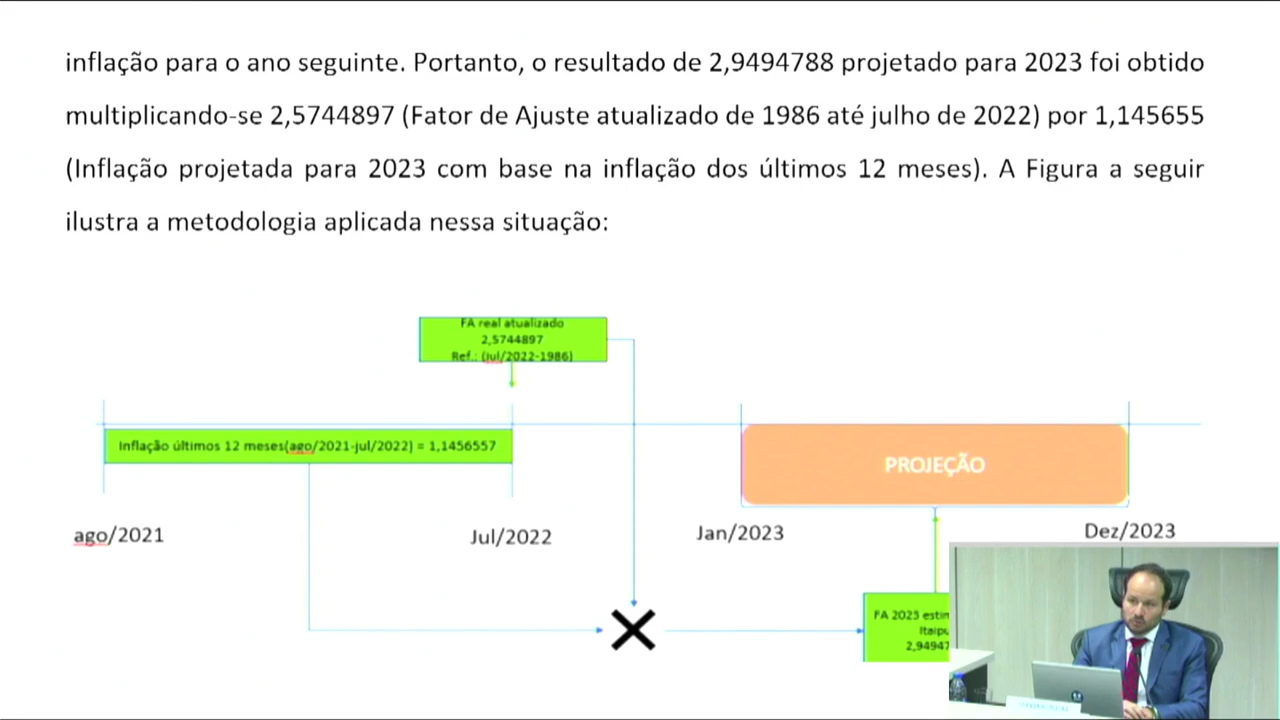 inflação para o ano seguinte. Portanto, o resultado de 2,9494788 projetado para 2023 foi obtido
multiplicando-se 2,5744897 (Fator de Ajuste atualizado de 1986 até julho de 2022) por 1,145655
(Inflação projetada para 2023 com base na inflação dos últimos 12 meses). A Figura a seguir
ilustra a metodologia aplicada nessa situação:
FA real atualizado
2,5744897
Ref.: (jul/2022-1986)
Inflação últimos 12 meses(ago/2021-jul/2022) = 1,1456557
PROJEÇÃO
ago/2021
Jul/2022
Jan/2023
Dez/2023
FA 2023 estin
Itaipu
2,94947